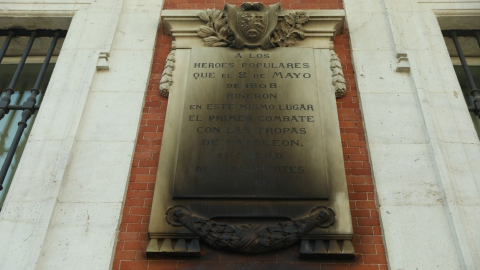 A LOS
HEROES POPULARES
QUE EL 2 DE MAYO
DE 1808
RIÑERON
EN ESTE MISMO LUGAR
EL PRIMER COMBATE
CON LAS TROPAS
DE NAPOLEON.